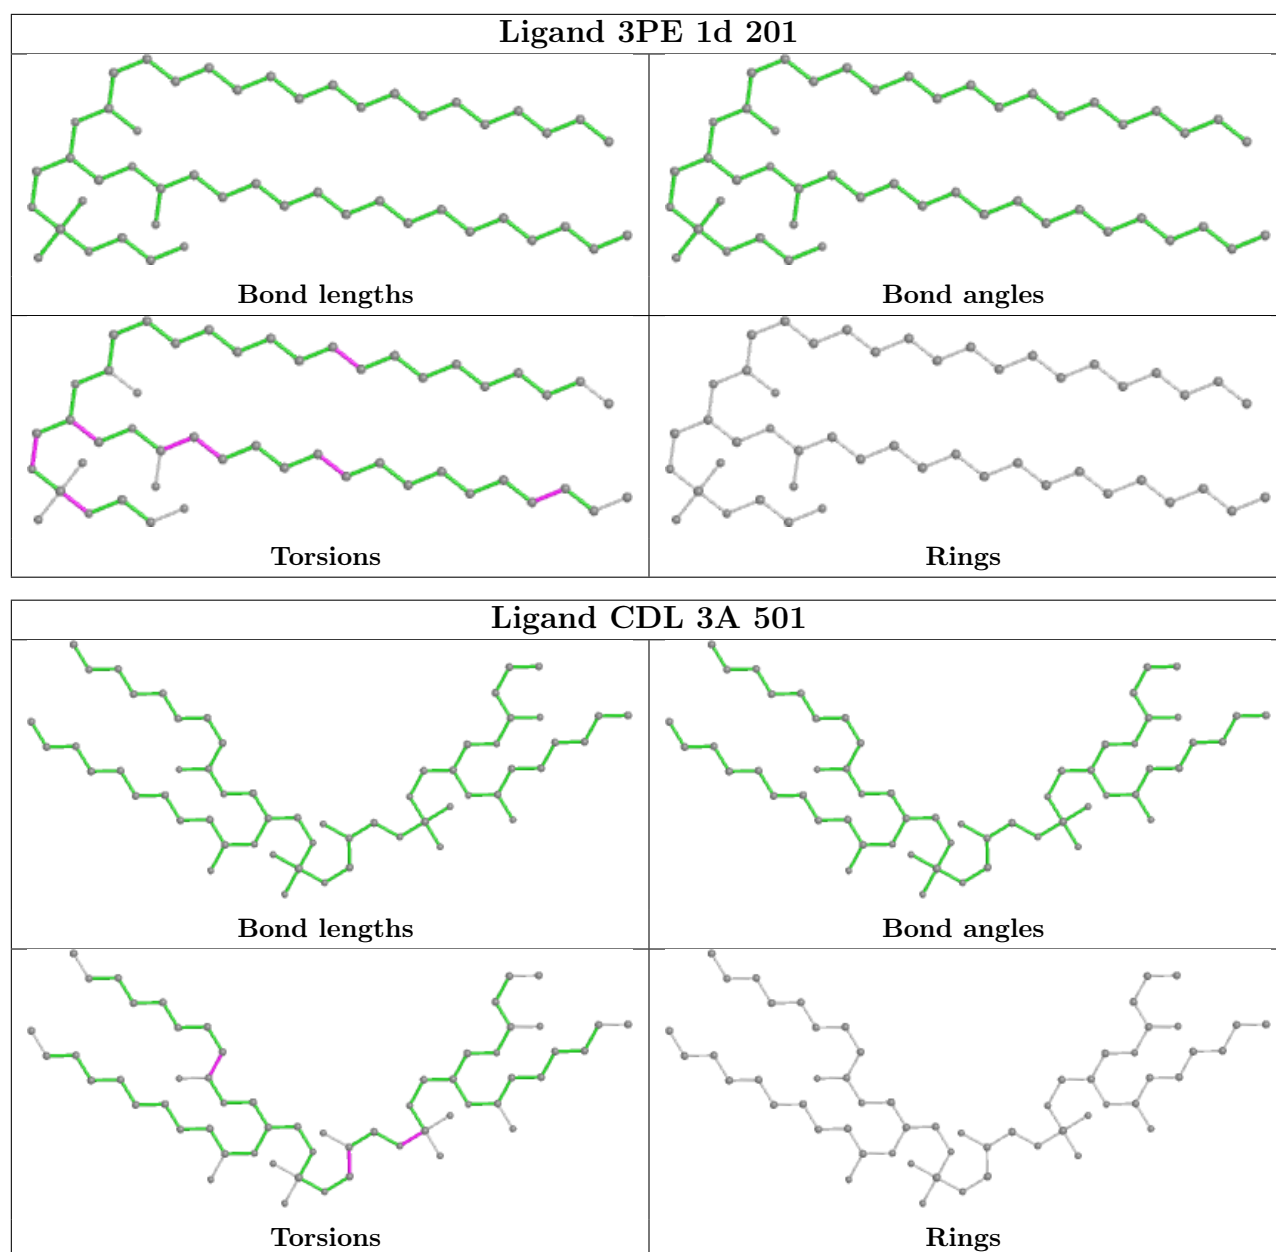 Ligand 3PE 1d 201
Bond lengths
Bond angles
Torsions
Rings
Ligand CDL 3A 501
Bond lengths
Bond angles
Torsions
Rings